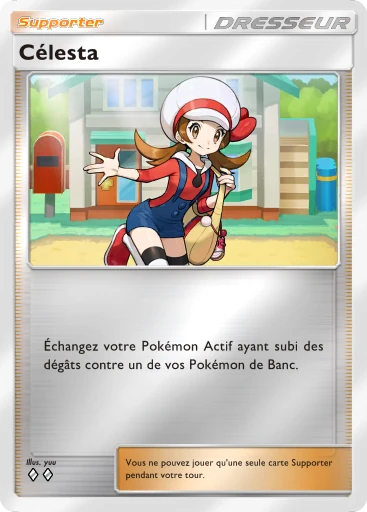 Supporter
DRESSEUR
Célesta
Échangez votre Pokémon Actif ayant subi des
dégâts contre un de vos Pokémon de Banc.
Illus. yuu
Vous ne pouvez jouer qu'une seule carte Supporter
pendant votre tour.